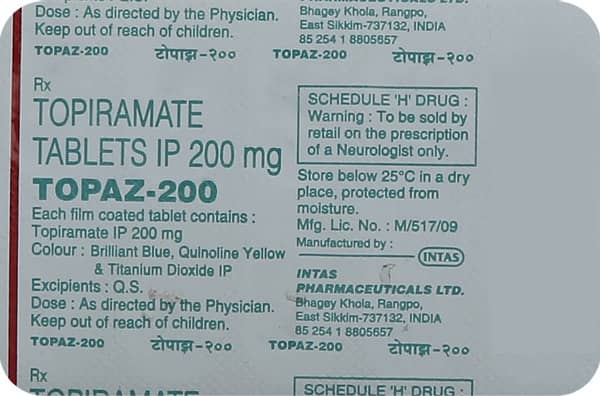 Dose : As directed by the Physician.
Keep out of reach of children.
TOPAZ-200 टोपाझ-२००
Bhagey Khola, Rangpo,
East Sikkim-737132, INDIA
85 254 1 8805657
TOPAZ-200 टोपाझ-२००
Rx
TOPIRAMATE
TABLETS IP 200 mg
TOPAZ-200
Each film coated tablet contains :
Topiramate IP 200 mg
Colour : Brilliant Blue, Quinoline Yellow
& Titanium Dioxide IP
Excipients : Q.S.
Dose : As directed by the Physician.
Keep out of reach of children.
TOPAZ-200 टोपाझ-२००
SCHEDULE 'H' DRUG :
Warning : To be sold by
retail on the prescription
of a Neurologist only.
Store below 25°C in a dry
place, protected from
moisture.
Mfg. Lic. No. : M/517/09
Manufactured by :
INTAS
INTAS
PHARMACEUTICALS LTD.
Bhagey Khola, Rangpo,
East Sikkim-737132, INDIA
85 254 1 8805657
TOPAZ-200 टोपाझ-२००
Rx
TOPIRAMATE
SCHEDULE 'H' DRUG :